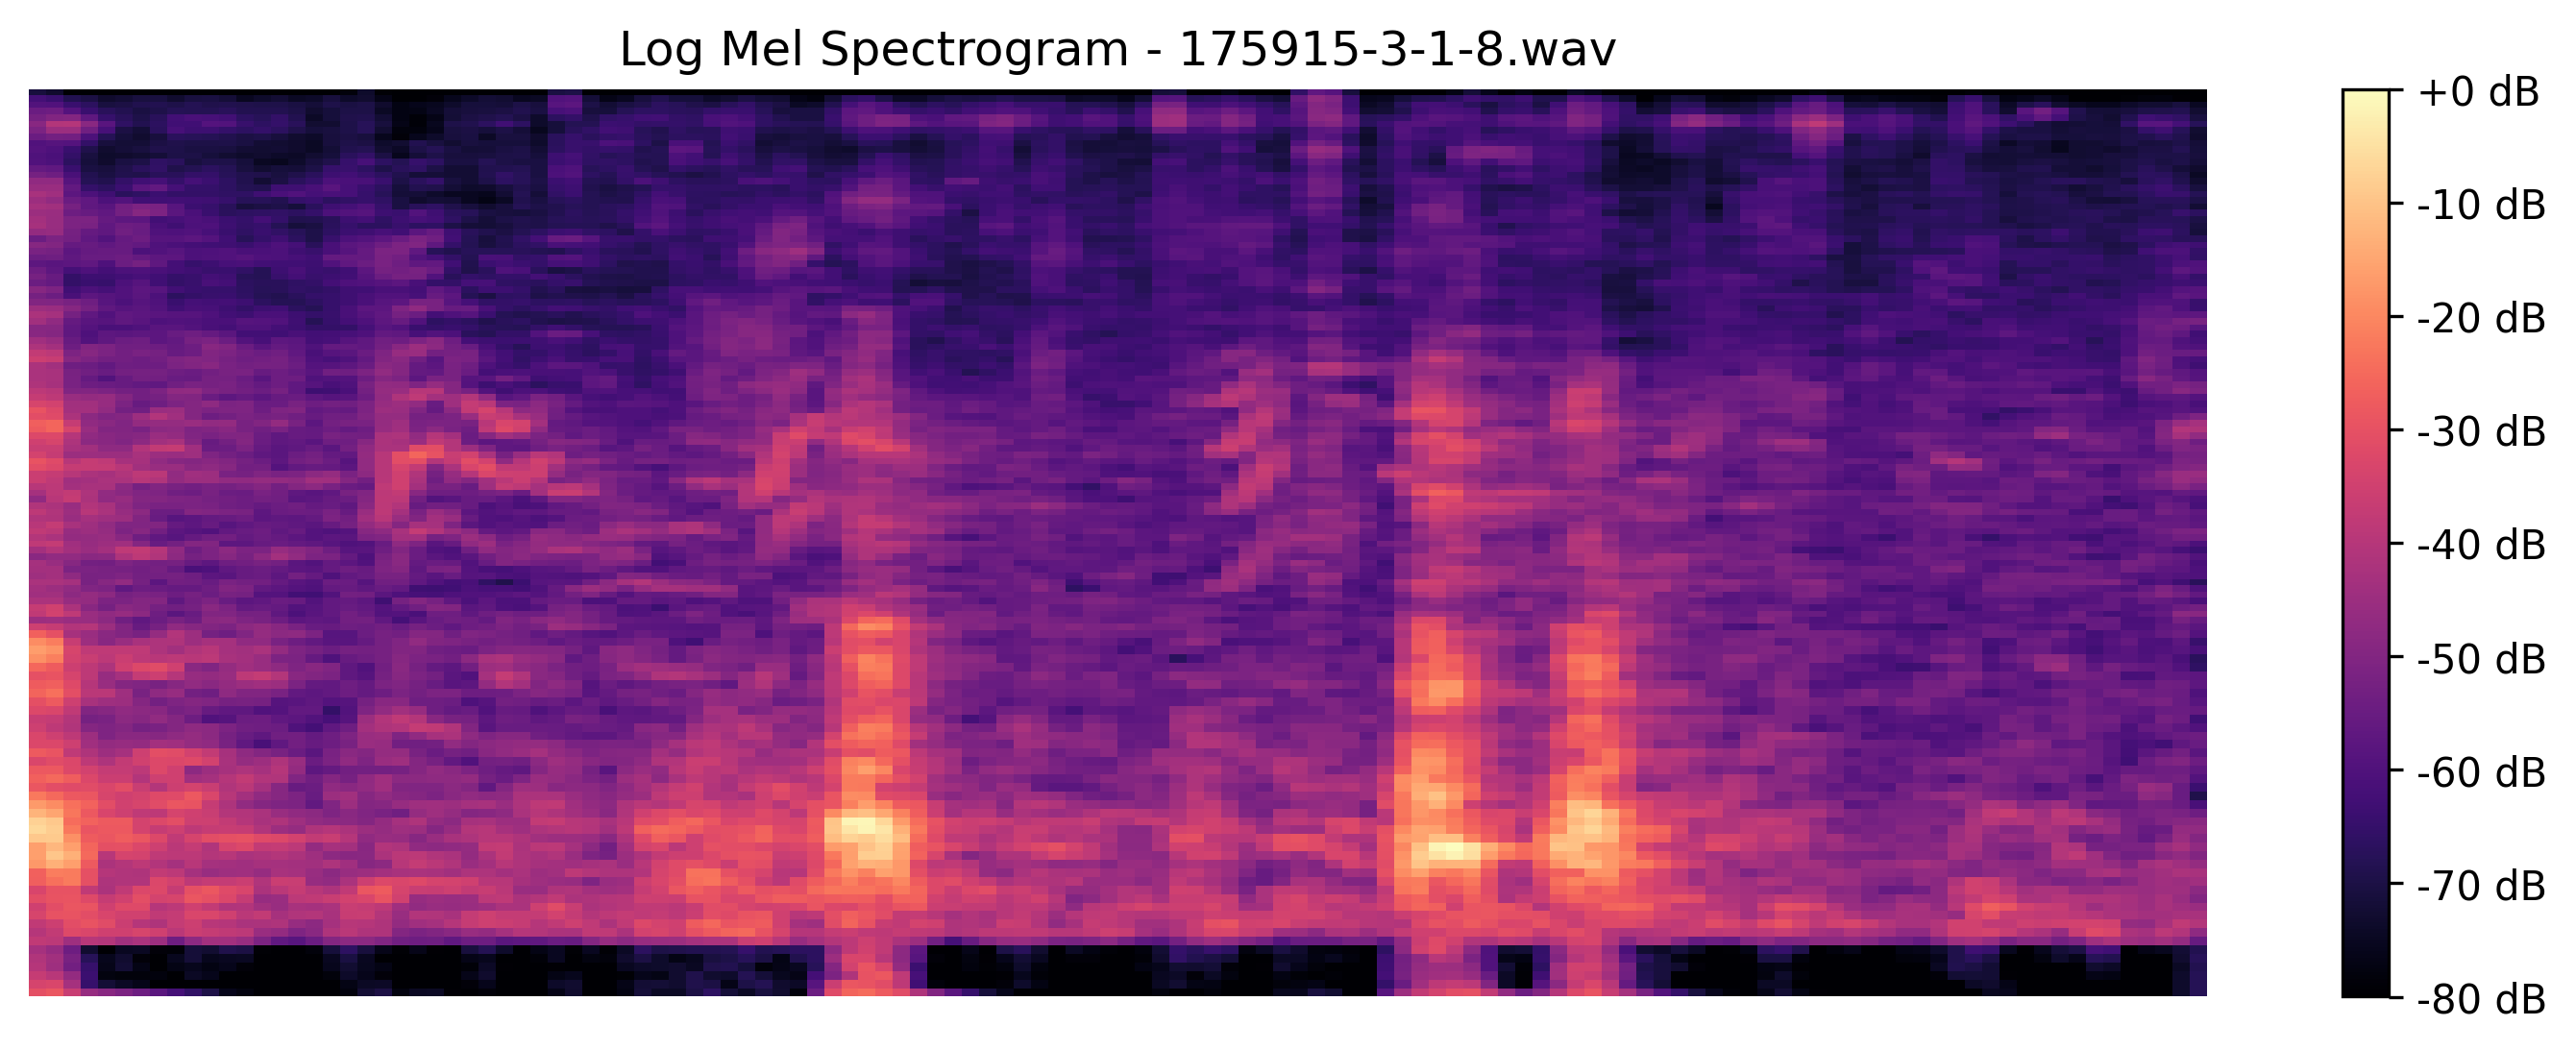 Log Mel Spectrogram - 175915-3-1-8.wav
+0 dB
-10 dB
-20 dB
-30 dB
-40 dB
-50 dB
-60 dB
-70 dB
-80 dB